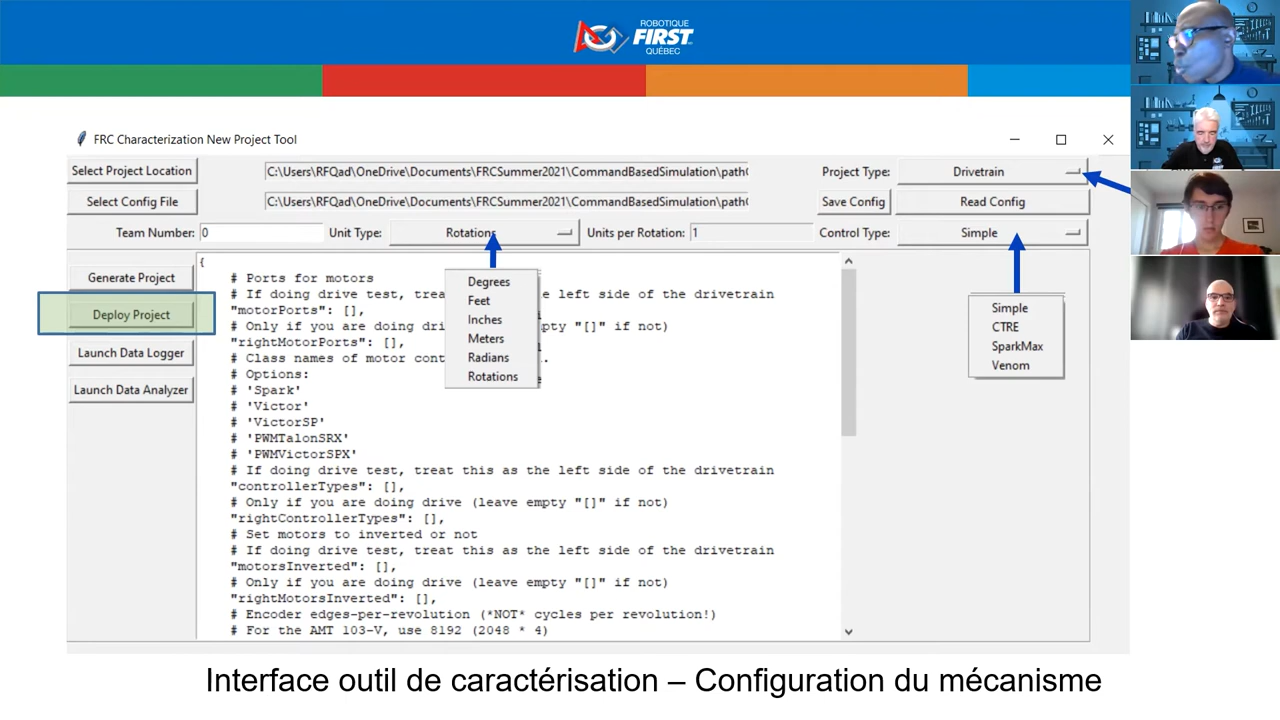 ROBOTIQUE
FIRST
QUÉBEC
FRC Characterization New Project Tool
Select Project Location
C:\Users\RFQad\OneDrive\Documents\FRCSummer2021\CommandBasedSimulation\path
Project Type:
Drivetrain
Select Config File
C:\Users\RFQad\OneDrive\Documents\FRCSummer2021\CommandBasedSimulation\path
Save Config
Read Config
Team Number:
0
Unit Type:
Rotations
Units per Rotation:
1
Control Type:
Simple
Generate Project
Deploy Project
Launch Data Logger
Launch Data Analyzer
{
# Ports for motors
# If doing drive test, treat the left side of the drivetrain
"motorPorts": [],
# Only if you are doing dri empty "[]" if not)
"rightMotorPorts": [],
# Class names of motor cont .
# Options:
# 'Spark'
# 'Victor'
# 'VictorSP'
# 'PWMTalonSRX'
# 'PWMVictorSPX'
# If doing drive test, treat this as the left side of the drivetrain
"controllerTypes": [],
# Only if you are doing drive (leave empty "[]" if not)
"rightControllerTypes": [],
# Set motors to inverted or not
# If doing drive test, treat this as the left side of the drivetrain
"motorsInverted": [],
# Only if you are doing drive (leave empty "[]" if not)
"rightMotorsInverted": [],
# Encoder edges-per-revolution (*NOT* cycles per revolution!)
# For the AMT 103-V, use 8192 (2048 * 4)
Degrees
Feet
Inches
Meters
Radians
Rotations
Simple
CTRE
SparkMax
Venom
Interface outil de caractérisation – Configuration du mécanisme